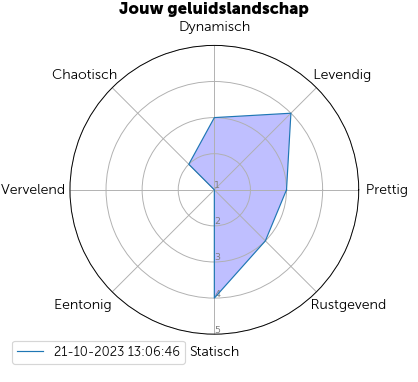 Jouw geluidslandschap
Dynamisch
Chaotisch
Levendig
Vervelend
1
Prettig
2
3
4
Eentonig
Rustgevend
5
21-10-2023 13:06:46
Statisch